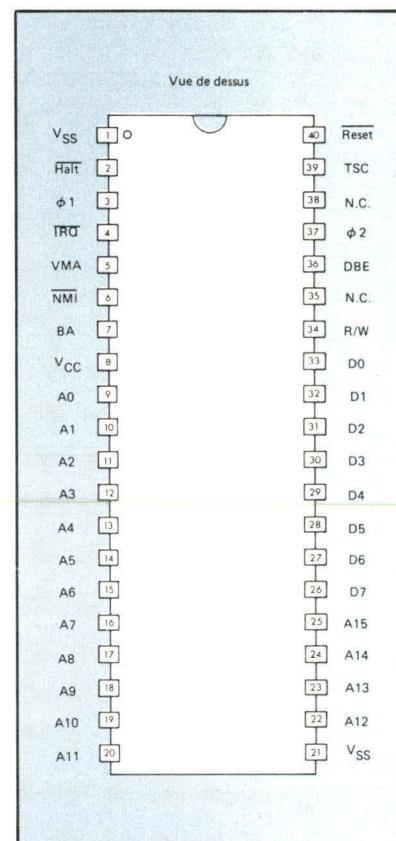 Vue de dessus
VSS 1 40 Reset
Halt 2 39 TSC
ϕ1 3 38 N.C.
IRQ 4 37 ϕ2
VMA 5 36 DBE
NMI 6 35 N.C.
BA 7 34 R/W
VCC 8 33 D0
A0 9 32 D1
A1 10 31 D2
A2 11 30 D3
A3 12 29 D4
A4 13 28 D5
A5 14 27 D6
A6 15 26 D7
A7 16 25 A15
A8 17 24 A14
A9 18 23 A13
A10 19 22 A12
A11 20 21 VSS